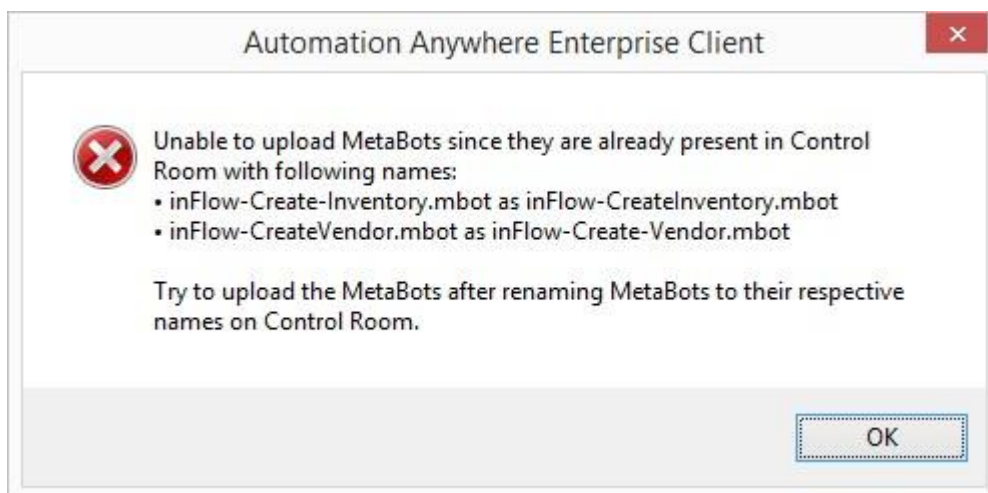 Automation Anywhere Enterprise Client
Unable to upload MetaBots since they are already present in Control
Room with following names:
• inFlow-Create-Inventory.mbot as inFlow-CreateInventory.mbot
• inFlow-CreateVendor.mbot as inFlow-Create-Vendor.mbot
Try to upload the MetaBots after renaming MetaBots to their respective
names on Control Room.
OK